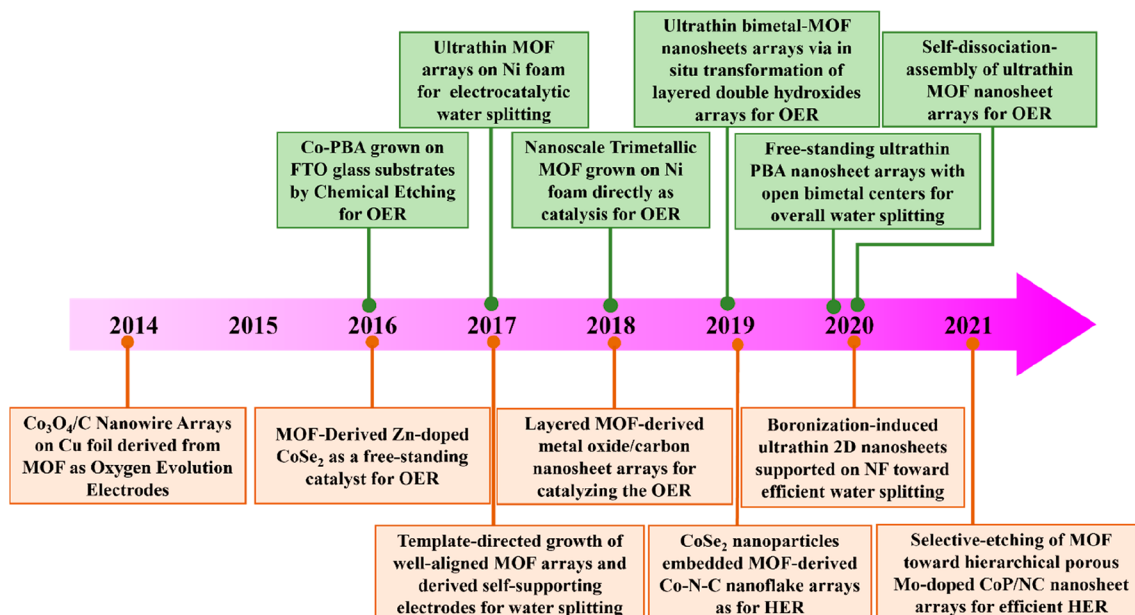 Ultrathin MOF
arrays on Ni foam
for electrocatalytic
water splitting
Ultrathin bimetal-MOF
nanosheets arrays via in
situ transformation of
layered double hydroxides
arrays for OER
Self-dissociation-
assembly of ultrathin
MOF nanosheet
arrays for OER
Co-PBA grown on
FTO glass substrates
by Chemical Etching
for OER
Nanoscale Trimetallic
MOF grown on Ni
foam directly as
catalysis for OER
Free-standing ultrathin
PBA nanosheet arrays with
open bimetal centers for
overall water splitting
2014 2015 2016 2017 2018 2019 2020 2021
Co₃O₄/C Nanowire Arrays
on Cu foil derived from
MOF as Oxygen Evolution
Electrodes
MOF-Derived Zn-doped
CoSe₂ as a free-standing
catalyst for OER
Layered MOF-derived
metal oxide/carbon
nanosheet arrays for
catalyzing the OER
Boronization-induced
ultrathin 2D nanosheets
supported on NF toward
efficient water splitting
Template-directed growth of
well-aligned MOF arrays and
derived self-supporting
electrodes for water splitting
CoSe₂ nanoparticles
embedded MOF-derived
Co-N-C nanoflake arrays
as for HER
Selective-etching of MOF
toward hierarchical porous
Mo-doped CoP/NC nanosheet
arrays for efficient HER